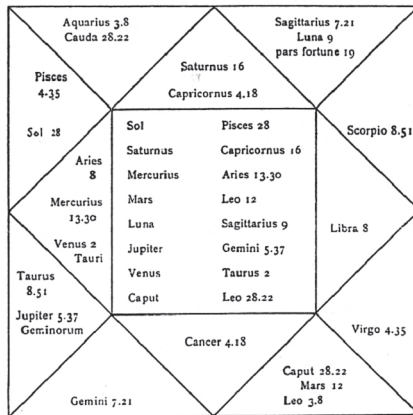 Aquarius 3.8
Cauda 28.22
Sagittarius 7.21
Luna 9
pars fortune 19
Saturnus 16
Capricornus 4.18
Pisces
4.35
Sol 28
Scorpio 8.51
Aries
8
Mercurius
13.30
Venus 2
Tauri
Sol Pisces 28
Saturnus Capricornus 16
Mercurius Aries 13.30
Mars Leo 12
Luna Sagittarius 9
Jupiter Gemini 5.37
Venus Taurus 2
Caput Leo 28.22
Libra 8
Taurus
8.51
Jupiter 5.37
Geminorum
Cancer 4.18
Virgo 4.35
Caput 28.22
Mars 12
Leo 3.8
Gemini 7.21